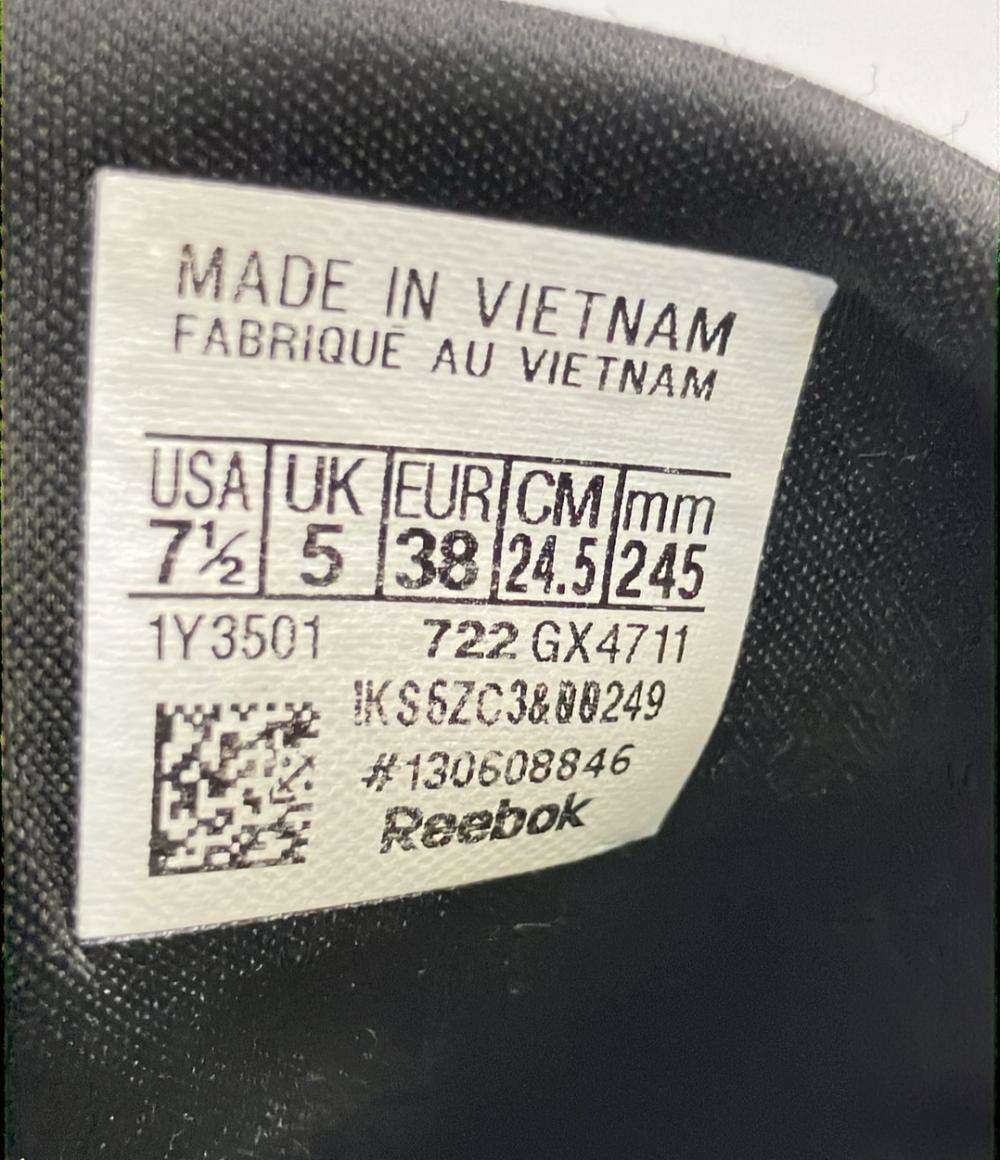 MADE IN VIETNAM
FABRIQUÉ AU VIETNAM
USA UK EUR CM mm
7½ 5 38 24.5 245
1Y3501 722 GX4711
#130608846
Reebok